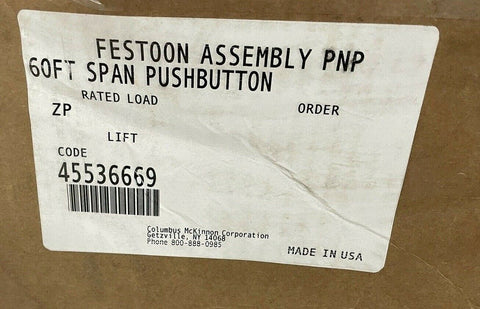 FESTOON ASSEMBLY PNP
60FT SPAN PUSHBUTTON
RATED LOAD ORDER
ZP
LIFT
CODE
45536669
Columbus McKinnon Corporation
Getzville, NY 14068
Phone 800-888-0985
MADE IN USA